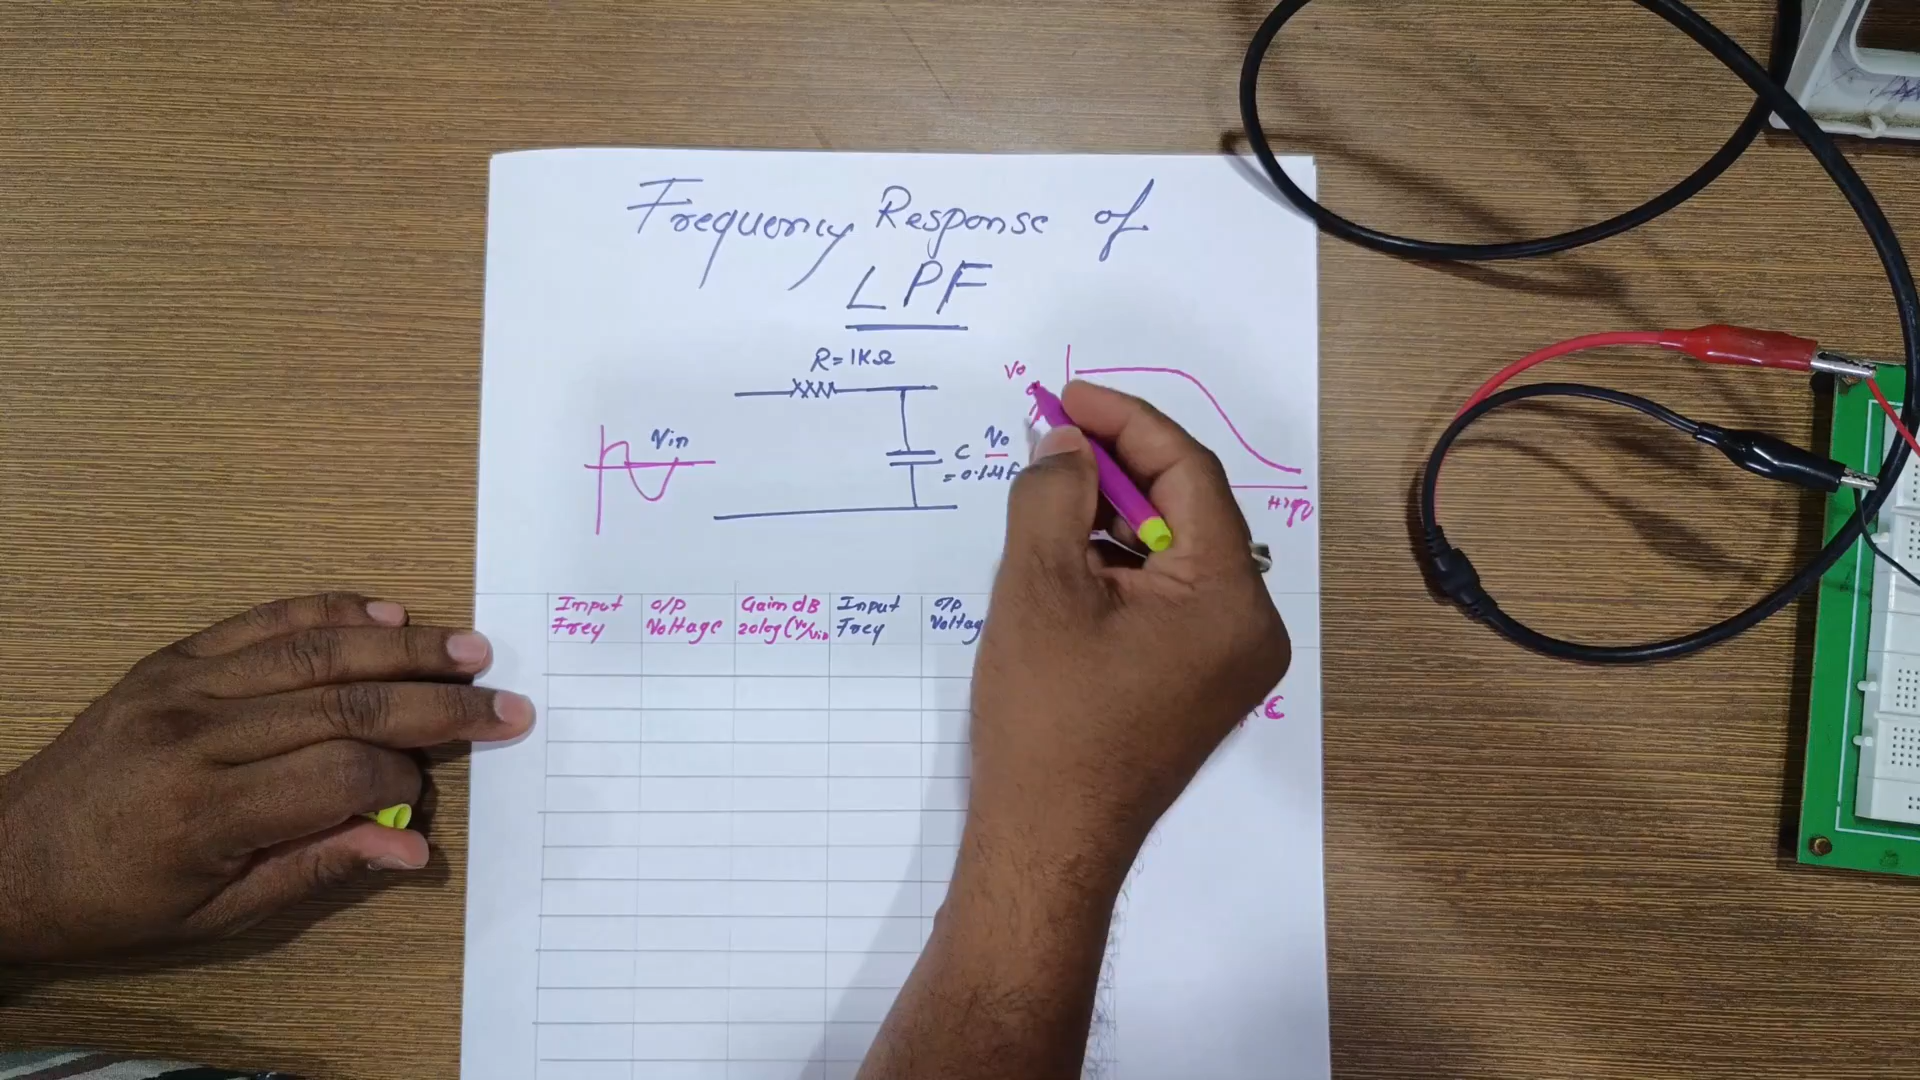 Frequency Response of
LPF
R = 1KΩ
Vin
C
= 0.1µf
Vo
Vo
Input
Frey
O/P
Voltage
Gain dB
20log(Vo/Vin
Input
Frey
O/P
Voltag